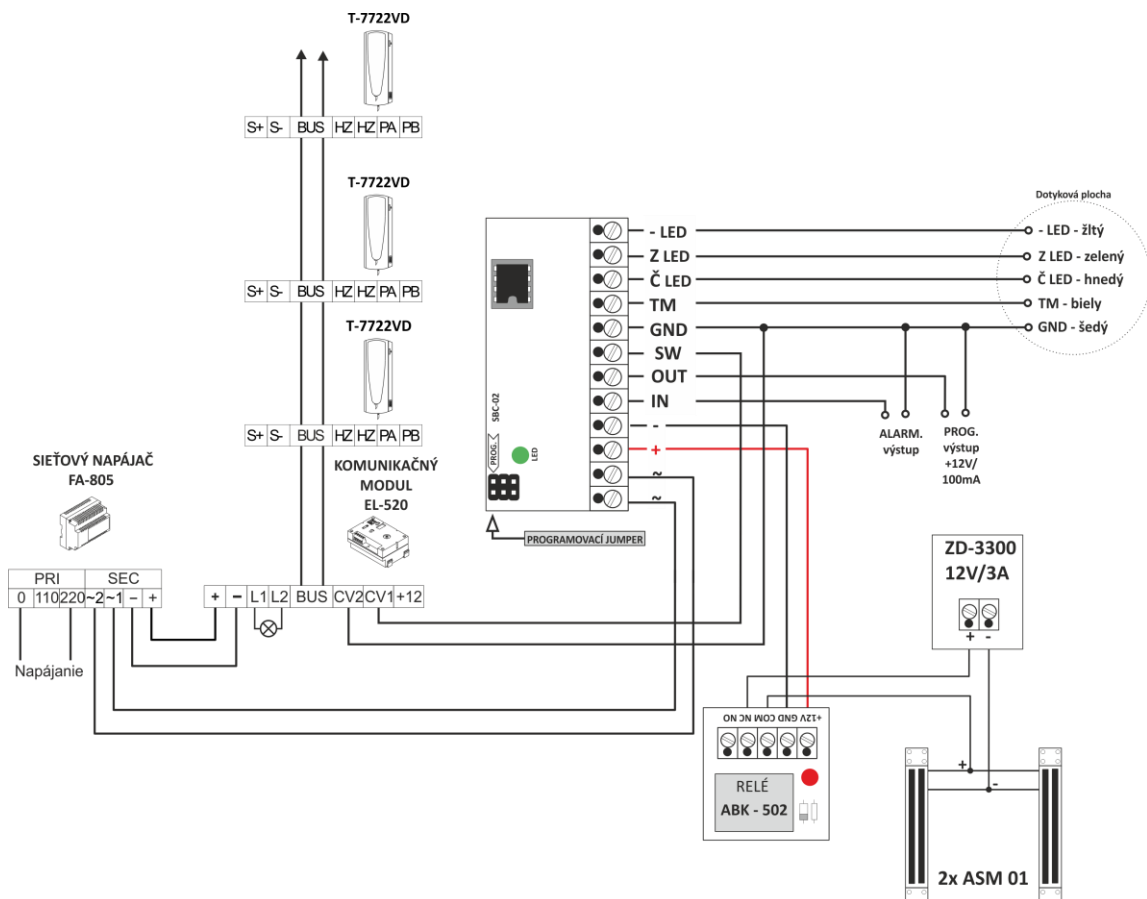 T-7722VD
S+ S- BUS HZ HZ PA PB
T-7722VD
S+ S- BUS HZ HZ PA PB
T-7722VD
S+ S- BUS HZ HZ PA PB
SIEŤOVÝ NAPÁJAČ
FA-805
KOMUNIKAČNÝ
MODUL
EL-520
PRI SEC
0 110 220 ~2 ~1 − +
Napájanie
+ − L1 L2 BUS CV2 CV1 +12
SBC-02
PROG.
LED
PROGRAMOVACÍ JUMPER
- LED
Z LED
Č LED
TM
GND
SW
OUT
IN
-
+
~
~
Dotyková plocha
- LED - žltý
Z LED - zelený
Č LED - hnedý
TM - biely
GND - šedý
ALARM.
výstup
PROG.
výstup
+12V/
100mA
ZD-3300
12V/3A
+ -
+12V GND COM NC NO
RELÉ
ABK - 502
+
-
2x ASM 01